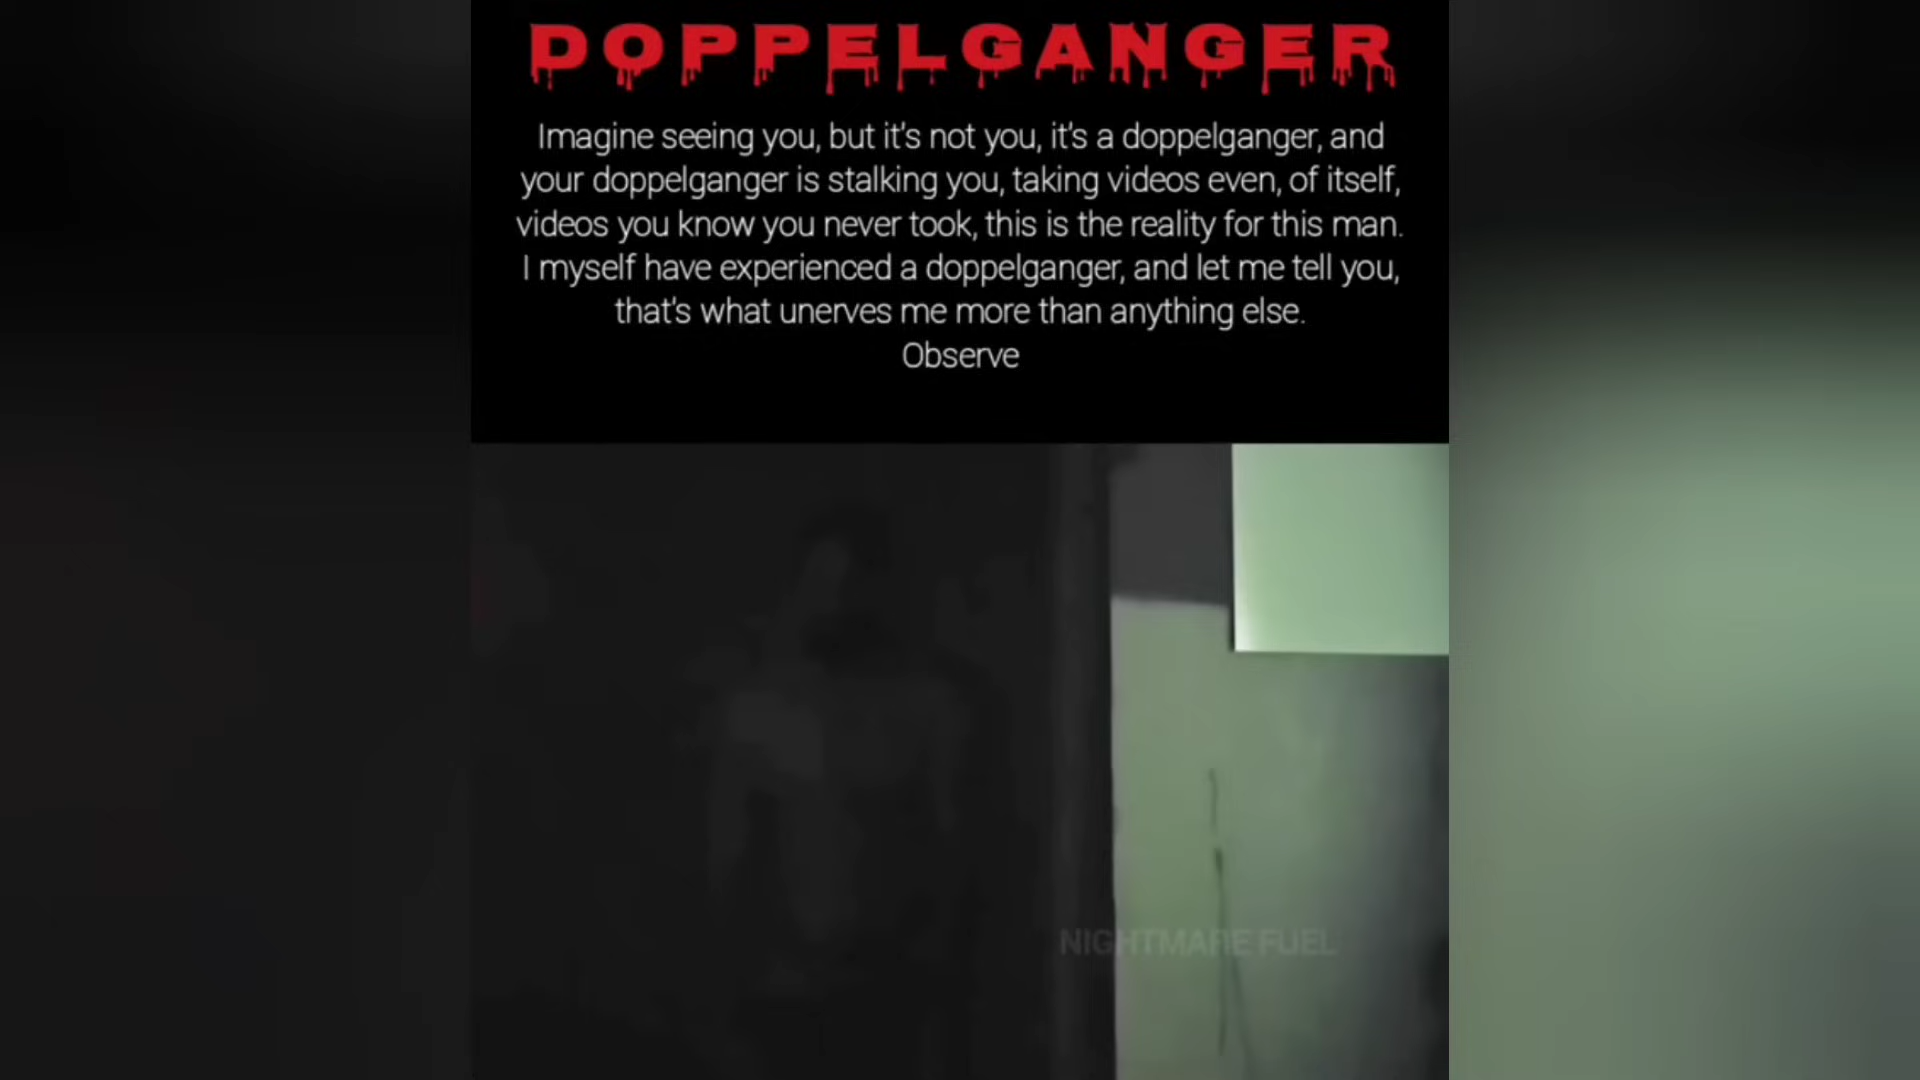 DOPPELGANGER
Imagine seeing you, but it's not you, it's a doppelganger, and
your doppelganger is stalking you, taking videos even, of itself,
videos you know you never took, this is the reality for this man.
I myself have experienced a doppelganger, and let me tell you,
that's what unerves me more than anything else.
Observe
NIGHTMARE FUEL